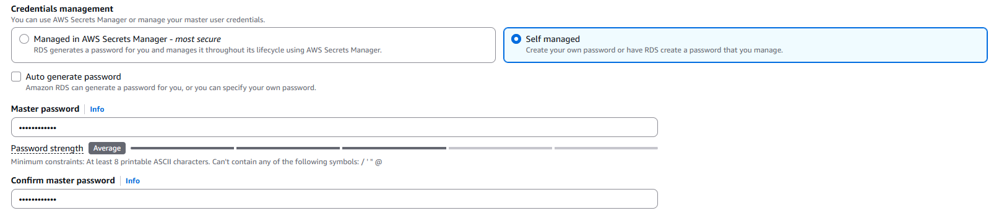 Credentials management
You can use AWS Secrets Manager or manage your master user credentials.
Managed in AWS Secrets Manager - most secure
RDS generates a password for you and manages it throughout its lifecycle using AWS Secrets Manager.
Self managed
Create your own password or have RDS create a password that you manage.
Auto generate password
Amazon RDS can generate a password for you, or you can specify your own password.
Master password Info
••••••••••••
Password strength Average
Minimum constraints: At least 8 printable ASCII characters. Can't contain any of the following symbols: / ' " @
Confirm master password Info
••••••••••••